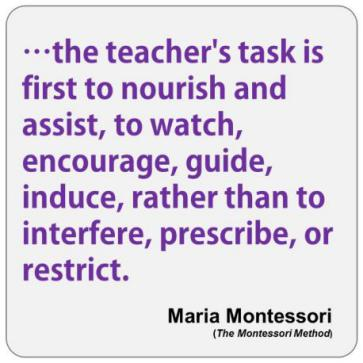 …the teacher's task is
first to nourish and
assist, to watch,
encourage, guide,
induce, rather than to
interfere, prescribe, or
restrict.
Maria Montessori
(The Montessori Method)